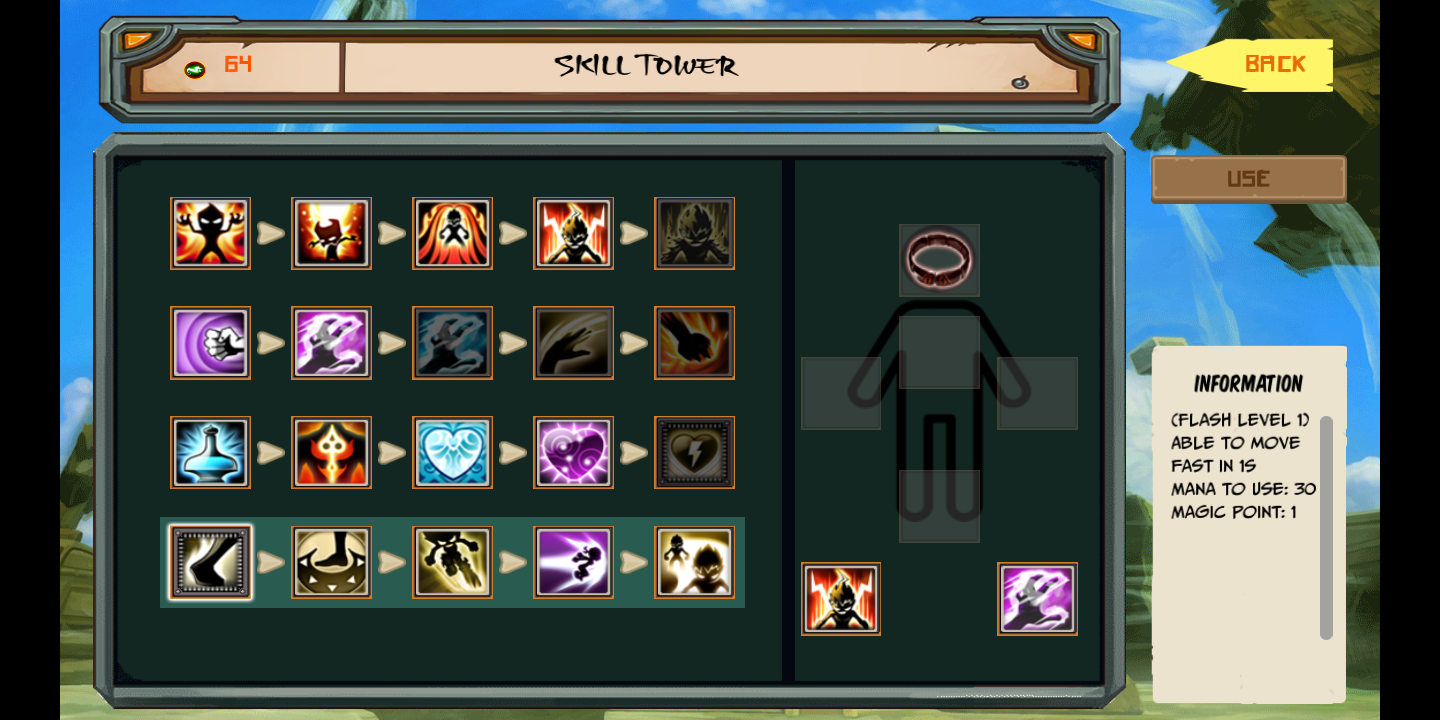 64
SKILL TOWER
BACK
USE
INFORMATION
(FLASH LEVEL 1)
ABLE TO MOVE
FAST IN 1S
MANA TO USE: 30
MAGIC POINT: 1